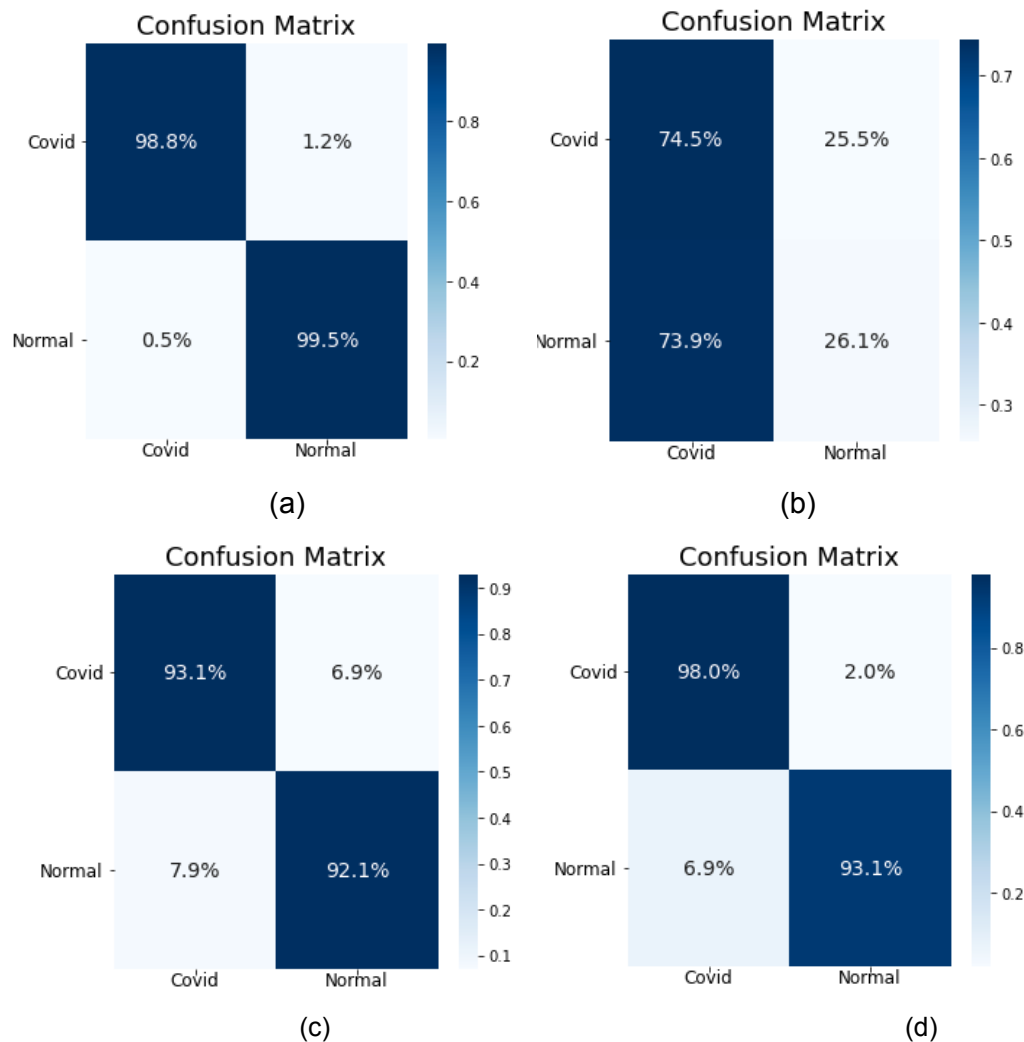 Confusion Matrix
Covid
98.8%
1.2%
Normal
0.5%
99.5%
Covid
Normal
0.8
0.6
0.4
0.2
(a)
Confusion Matrix
Covid
74.5%
25.5%
Normal
73.9%
26.1%
Covid
Normal
0.7
0.6
0.5
0.4
0.3
(b)
Confusion Matrix
Covid
93.1%
6.9%
Normal
7.9%
92.1%
Covid
Normal
0.9
0.8
0.7
0.6
0.5
0.4
0.3
0.2
0.1
(c)
Confusion Matrix
Covid
98.0%
2.0%
Normal
6.9%
93.1%
Covid
Normal
0.8
0.6
0.4
0.2
(d)